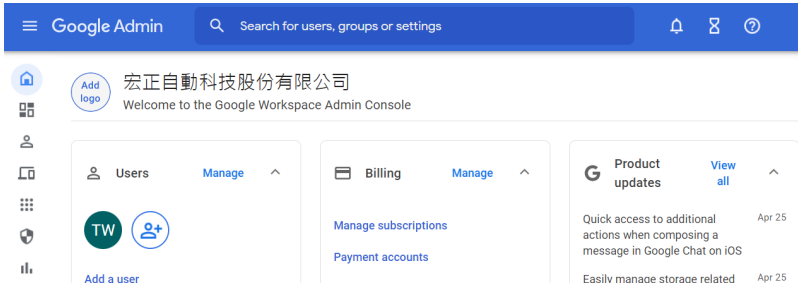 Google Admin
Search for users, groups or settings
Add
logo
宏正自動科技股份有限公司
Welcome to the Google Workspace Admin Console
Users
Manage
TW
Add a user
Billing
Manage
Manage subscriptions
Payment accounts
G
Product
updates
View
all
Quick access to additional
actions when composing a
message in Google Chat on iOS
Apr 25
Easily manage storage related
Apr 25